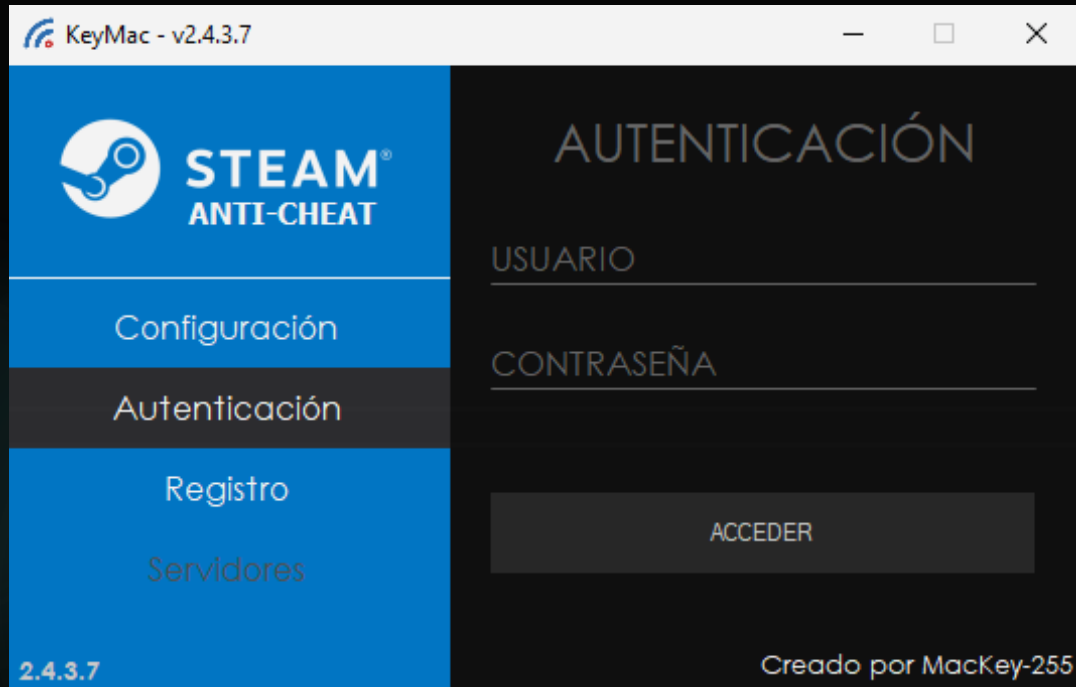 KeyMac - v2.4.3.7
STEAM®
ANTI-CHEAT
Configuración
Autenticación
Registro
Servidores
2.4.3.7
AUTENTICACIÓN
USUARIO
CONTRASEÑA
ACCEDER
Creado por MacKey-255